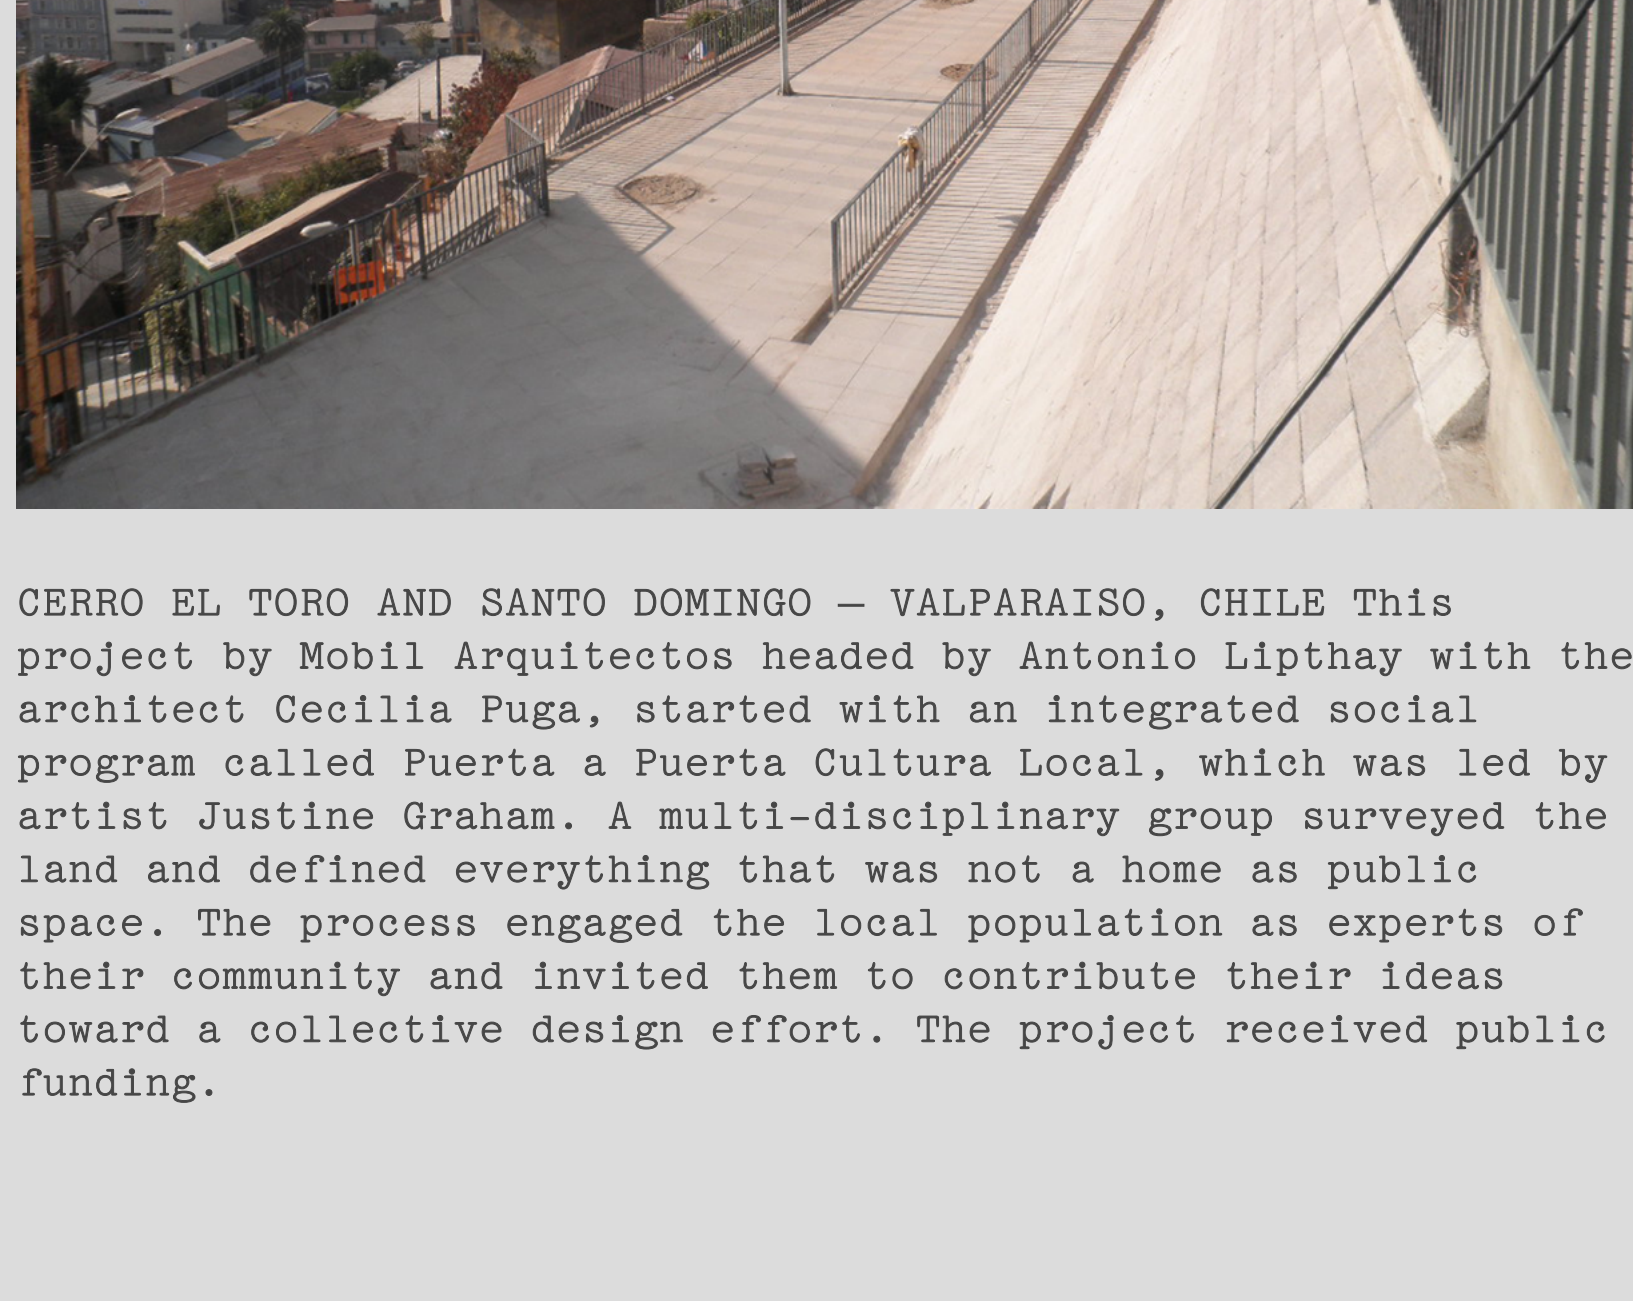 CERRO EL TORO AND SANTO DOMINGO — VALPARAISO, CHILE This
project by Mobil Arquitectos headed by Antonio Lipthay with the
architect Cecilia Puga, started with an integrated social
program called Puerta a Puerta Cultura Local, which was led by
artist Justine Graham. A multi-disciplinary group surveyed the
land and defined everything that was not a home as public
space. The process engaged the local population as experts of
their community and invited them to contribute their ideas
toward a collective design effort. The project received public
funding.